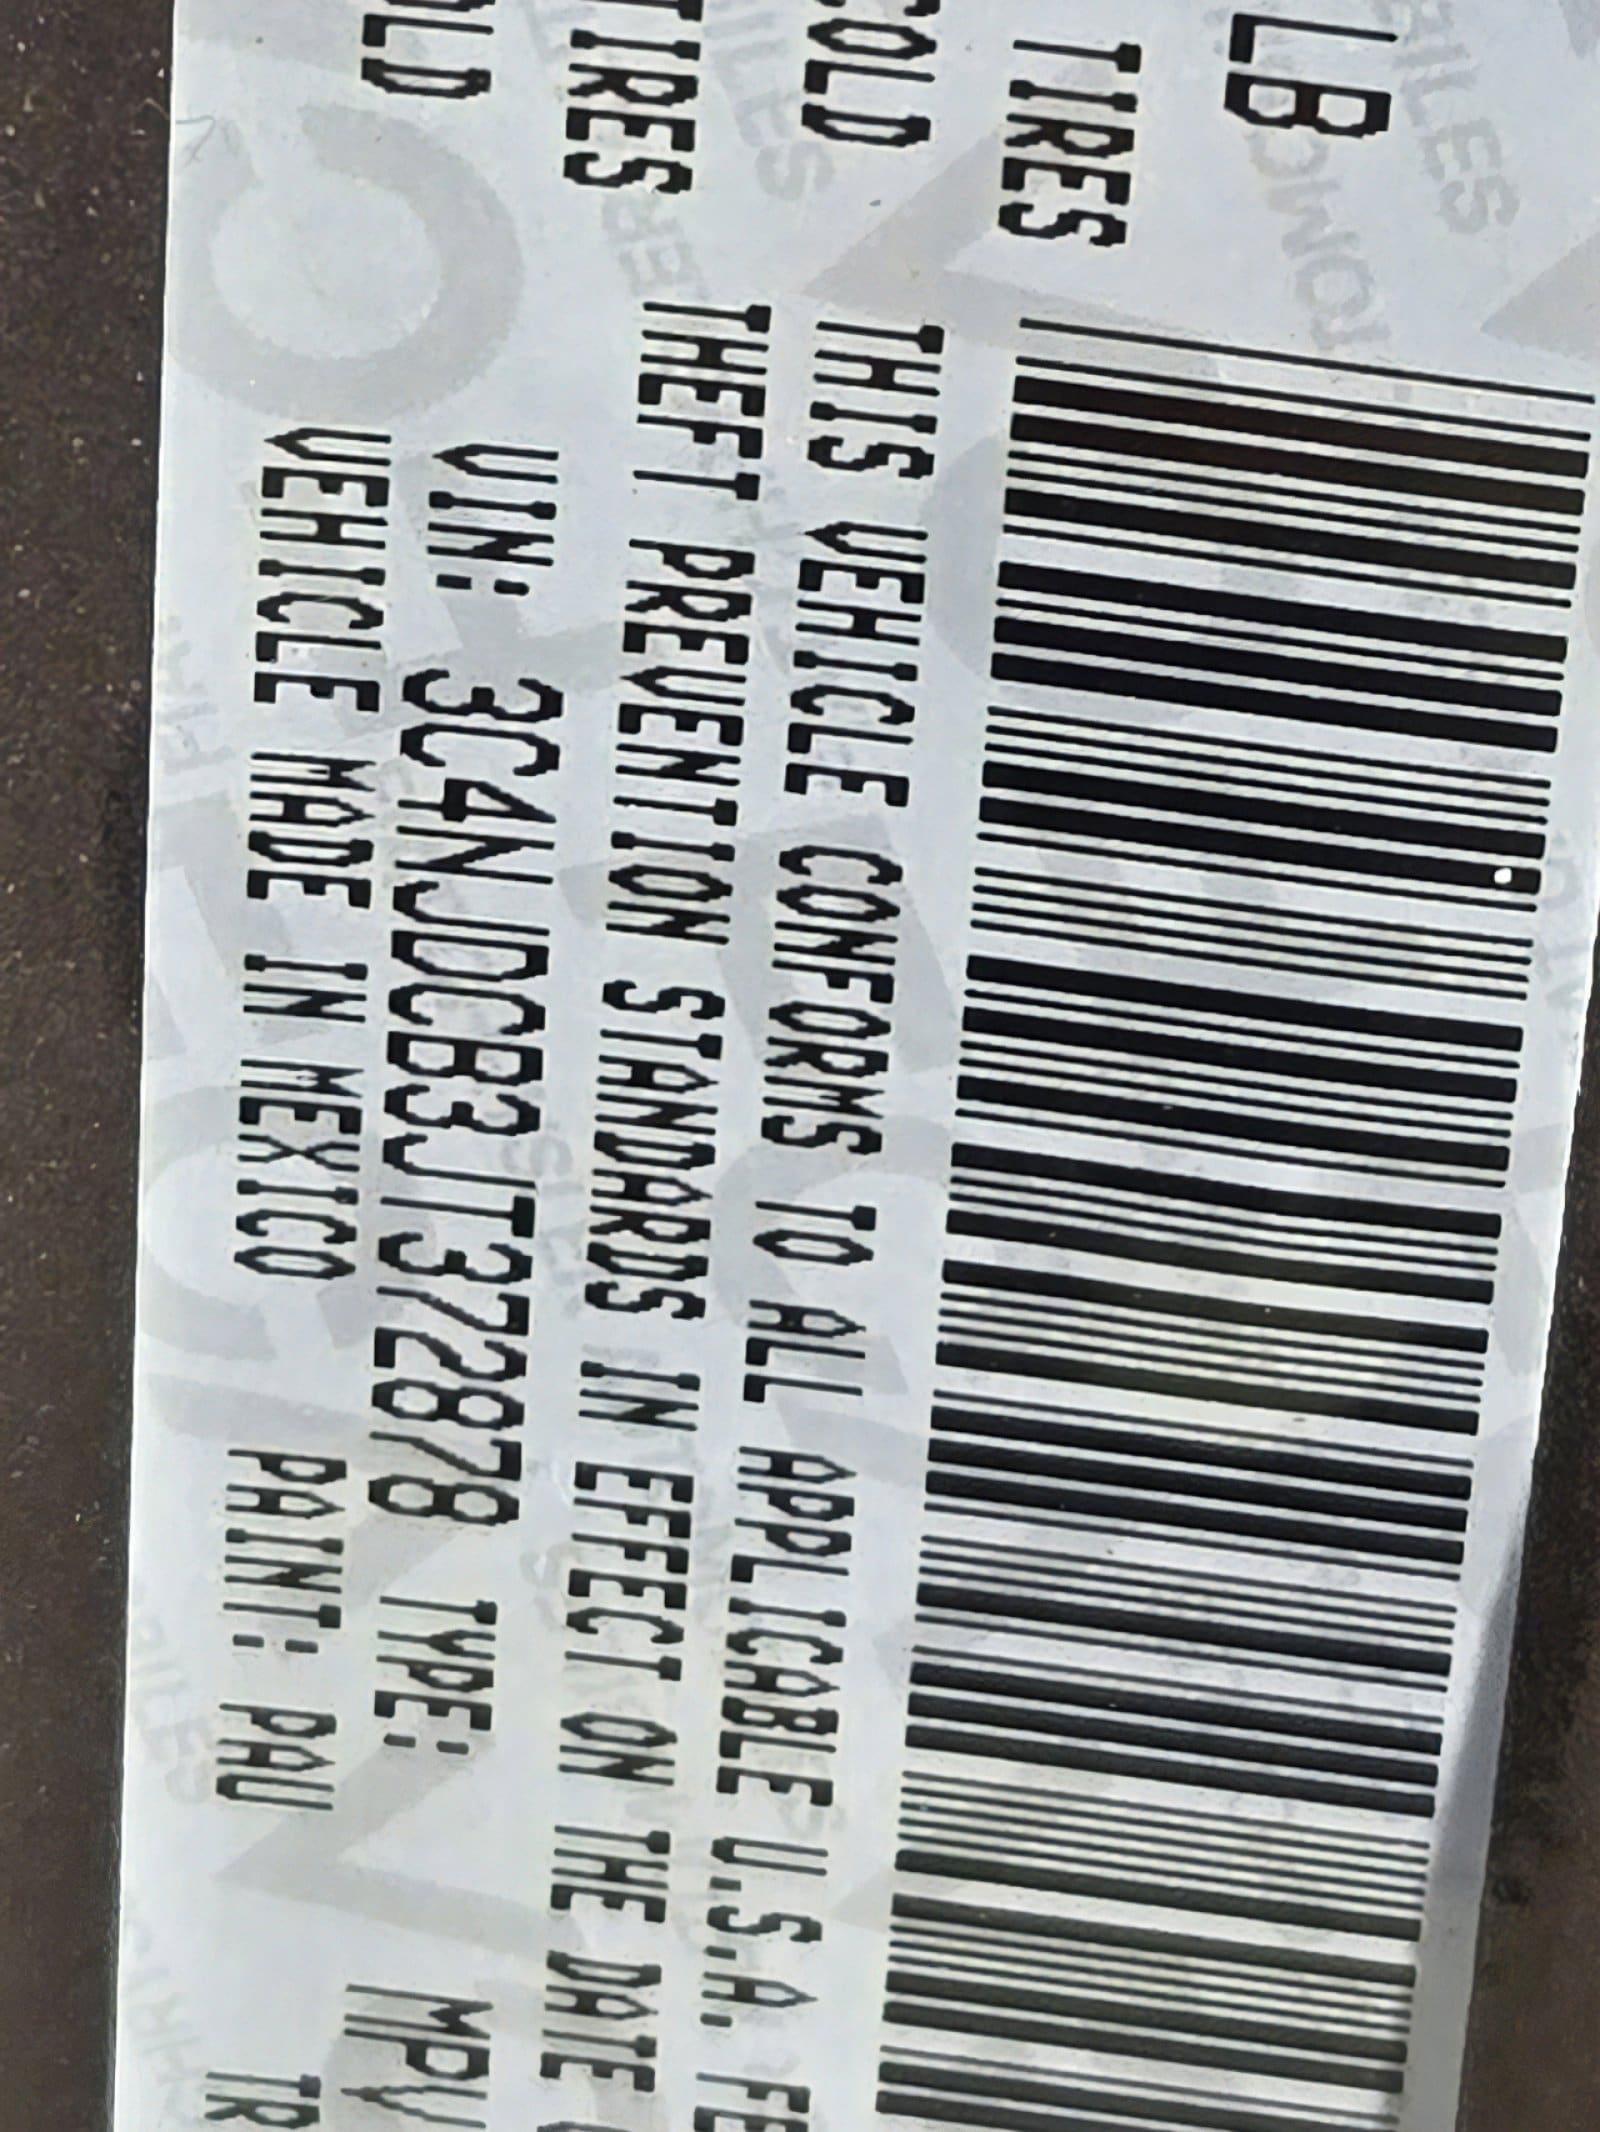 LB
TIRES COLD
TIRES OLD
THIS VEHICLE CONFORMS TO ALL APPLICABLE U.S.A. FE
THEFT PREVENTION STANDARDS IN EFFECT ON THE DATE
VIN: 3C4NJDCB3JT372878 TYPE: MPV
VEHICLE MADE IN MEXICO PAINT: PAU TR